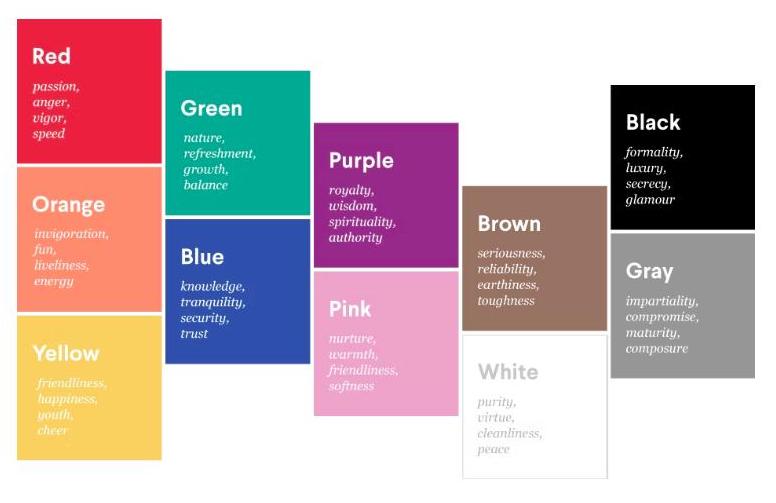 Red
passion,
anger,
vigor,
speed
Orange
invigoration,
fun,
liveliness,
energy
Yellow
friendliness,
happiness,
youth,
cheer
Green
nature,
refreshment,
growth,
balance
Blue
knowledge,
tranquility,
security,
trust
Purple
royalty,
wisdom,
spirituality,
authority
Pink
nurture,
warmth,
friendliness,
softness
Brown
seriousness,
reliability,
earthiness,
toughness
White
purity,
virtue,
cleanliness,
peace
Black
formality,
luxury,
secrecy,
glamour
Gray
impartiality,
compromise,
maturity,
composure